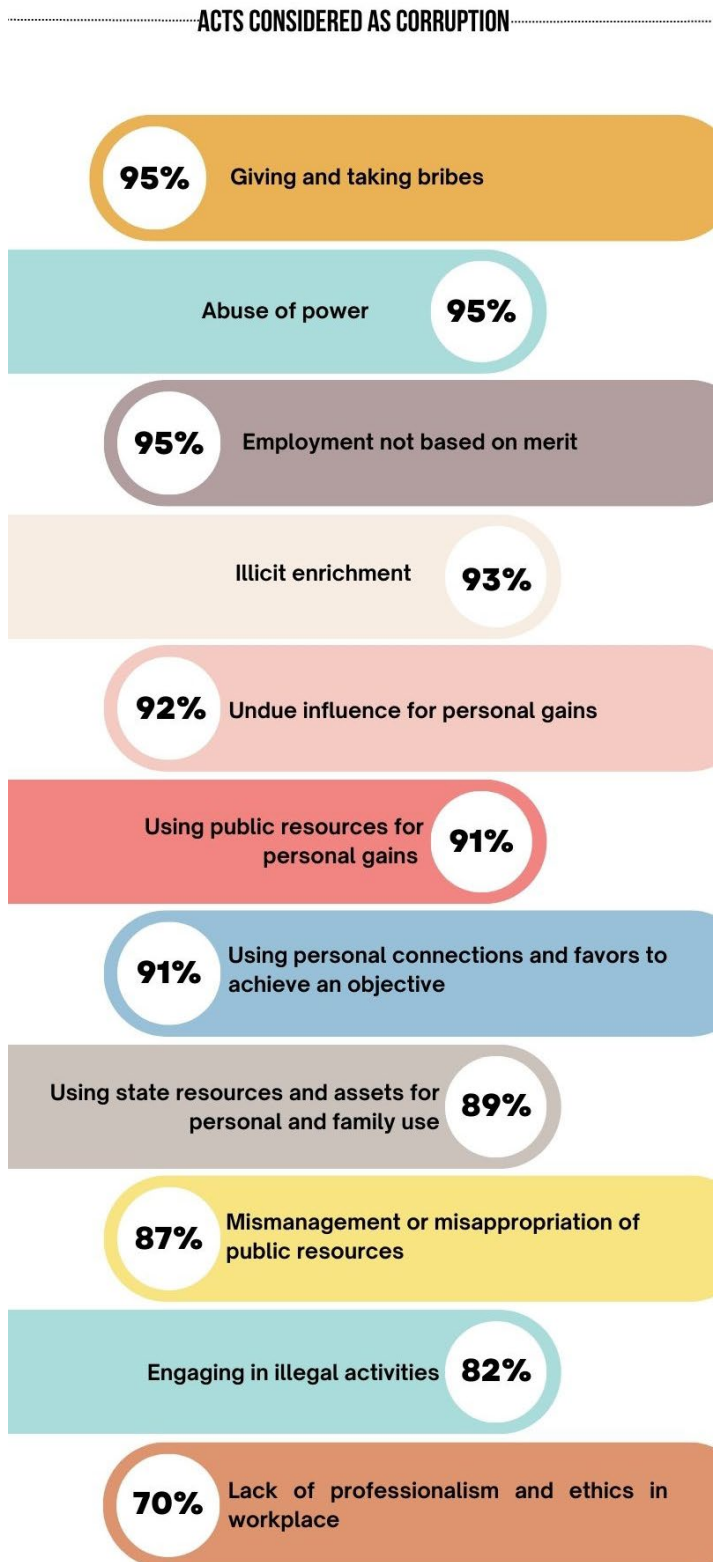 ACTS CONSIDERED AS CORRUPTION
95%
Giving and taking bribes
Abuse of power
95%
95%
Employment not based on merit
Illicit enrichment
93%
92%
Undue influence for personal gains
Using public resources for
personal gains
91%
91%
Using personal connections and favors to
achieve an objective
Using state resources and assets for
personal and family use
89%
87%
Mismanagement or misappropriation of
public resources
Engaging in illegal activities
82%
70%
Lack of professionalism and ethics in
workplace